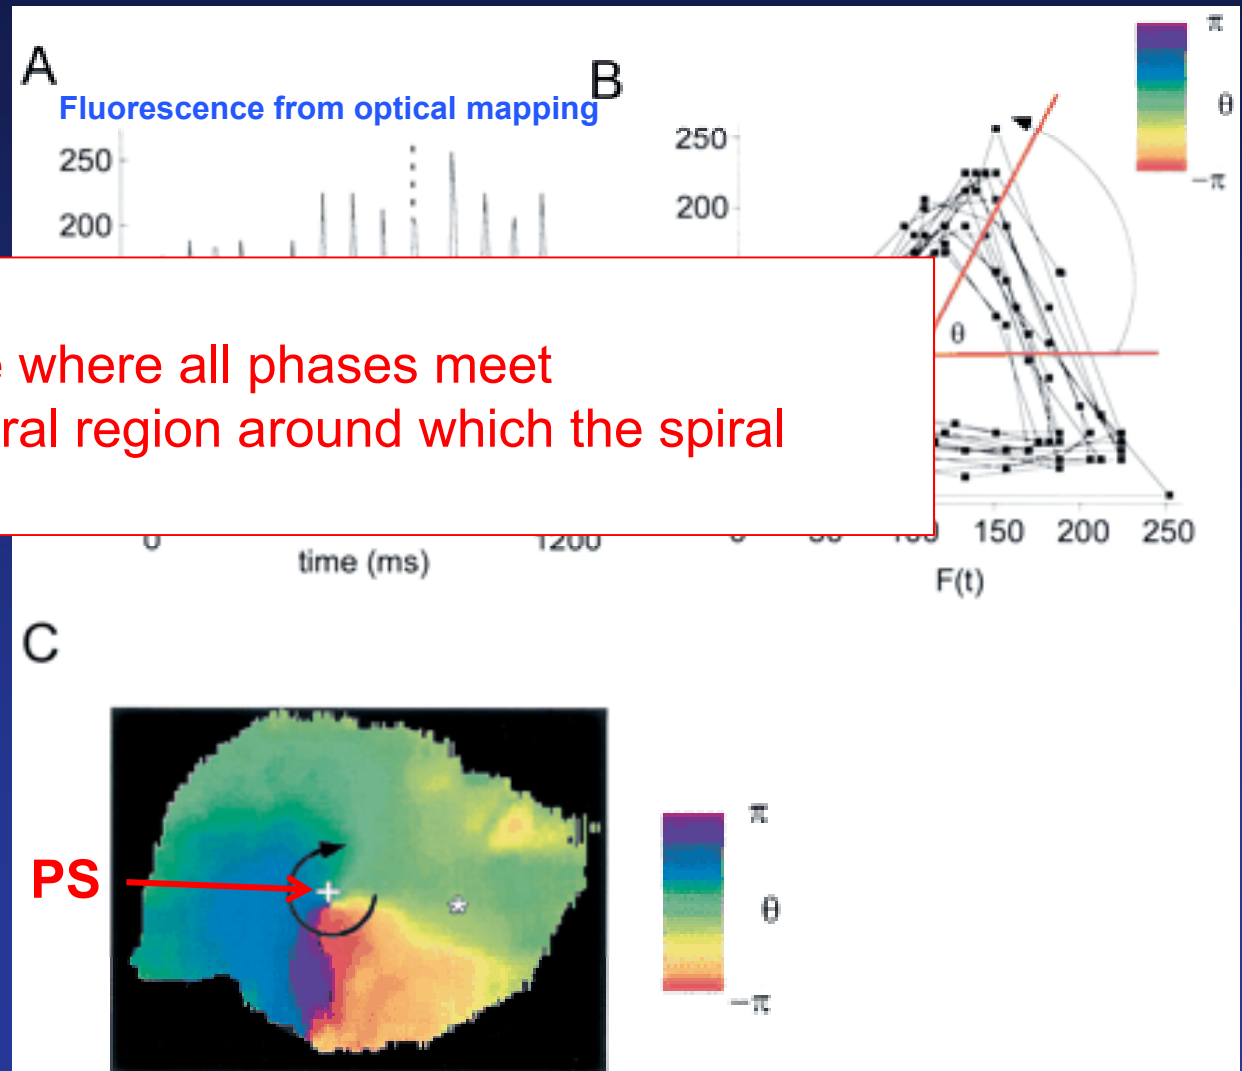 A
B
π
Fluorescence from optical mapping
θ
250
250
-π
200
200
θ
where all phases meet
region around which the spiral
0
1200
150
200
250
time (ms)
F(t)
C
π
PS
θ
-π